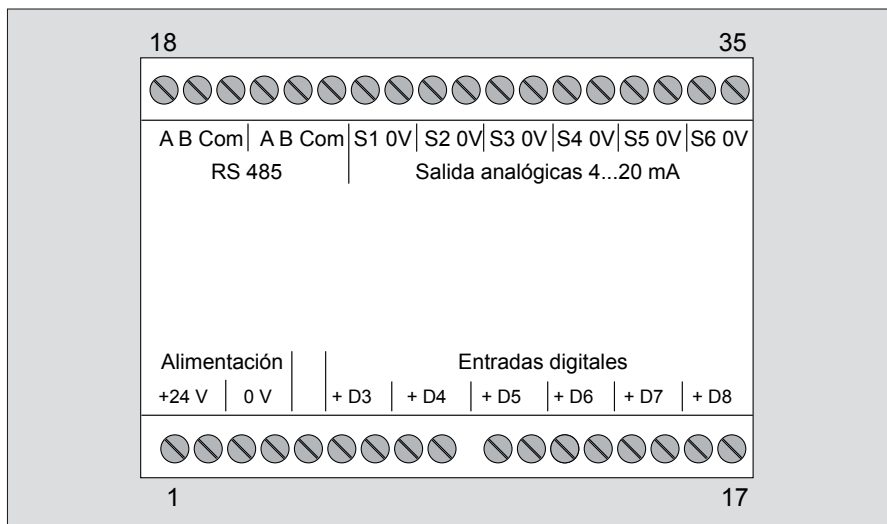 18 35
A B Com A B Com S1 0V S2 0V S3 0V S4 0V S5 0V S6 0V
RS 485 Salida analógicas 4...20 mA
Alimentación Entradas digitales
+24 V 0 V + D3 + D4 + D5 + D6 + D7 + D8
1 17